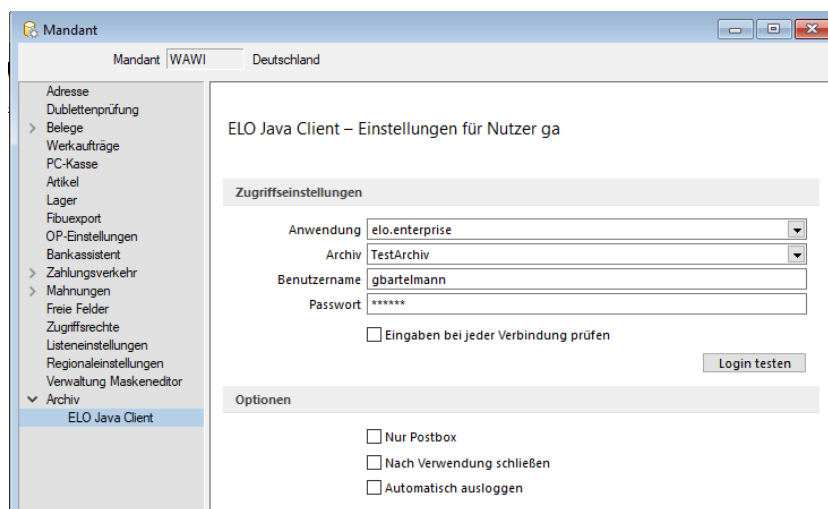 Mandant
Mandant WAWI Deutschland
Adresse
Dublettenprüfung
Belege
Werkaufträge
PC-Kasse
Artikel
Lager
Fibuexport
OP-Einstellungen
Bankassistent
Zahlungsverkehr
Mahnungen
Freie Felder
Zugriffsrechte
Listeneinstellungen
Regionaleinstellungen
Verwaltung Maskeneditor
Archiv
ELO Java Client
ELO Java Client – Einstellungen für Nutzer ga
Zugriffseinstellungen
Anwendung elo.enterprise
Archiv TestArchiv
Benutzername gbartelmann
Passwort ******
Eingaben bei jeder Verbindung prüfen
Login testen
Optionen
Nur Postbox
Nach Verwendung schließen
Automatisch ausloggen